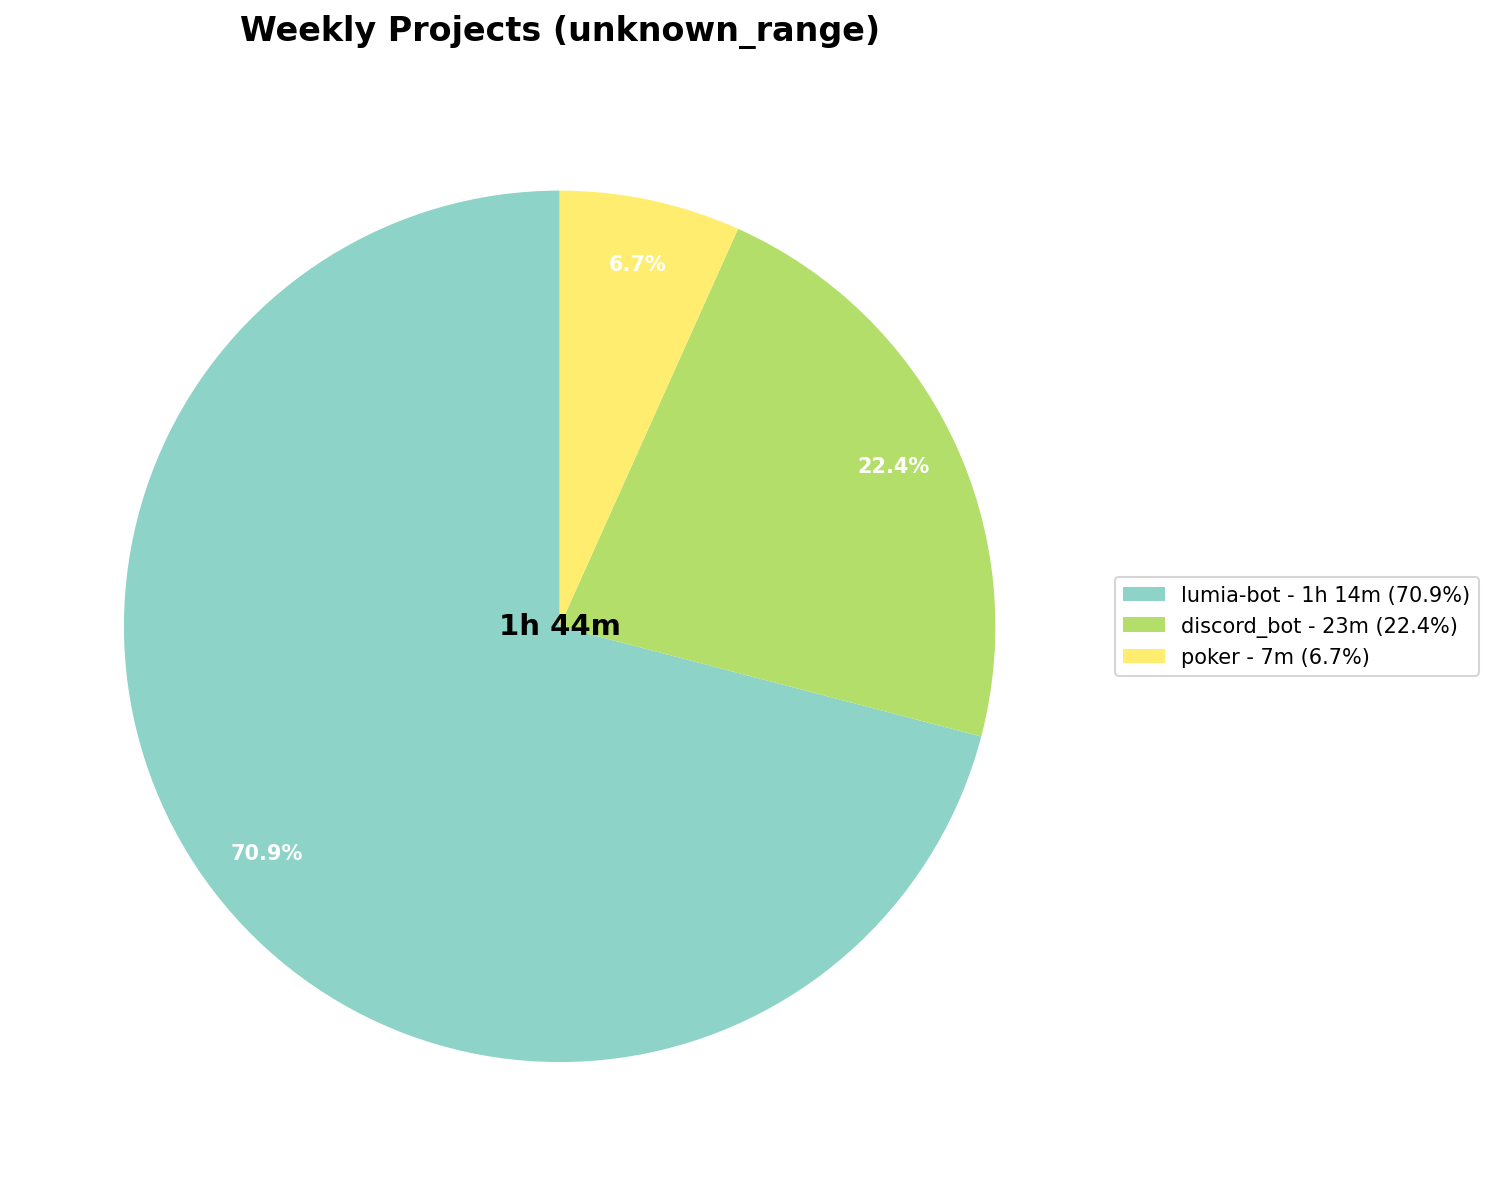 Weekly Projects (unknown_range)
6.7%
22.4%
1h 44m
70.9%
lumia-bot - 1h 14m (70.9%)
discord_bot - 23m (22.4%)
poker - 7m (6.7%)